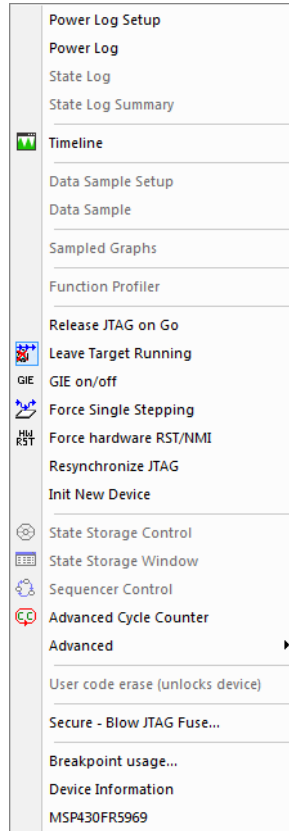 Power Log Setup
Power Log
State Log
State Log Summary
Timeline
Data Sample Setup
Data Sample
Sampled Graphs
Function Profiler
Release JTAG on Go
Leave Target Running
GIE GIE on/off
Force Single Stepping
HW RST Force hardware RST/NMI
Resynchronize JTAG
Init New Device
State Storage Control
State Storage Window
Sequencer Control
CC Advanced Cycle Counter
Advanced
User code erase (unlocks device)
Secure - Blow JTAG Fuse...
Breakpoint usage...
Device Information
MSP430FR5969